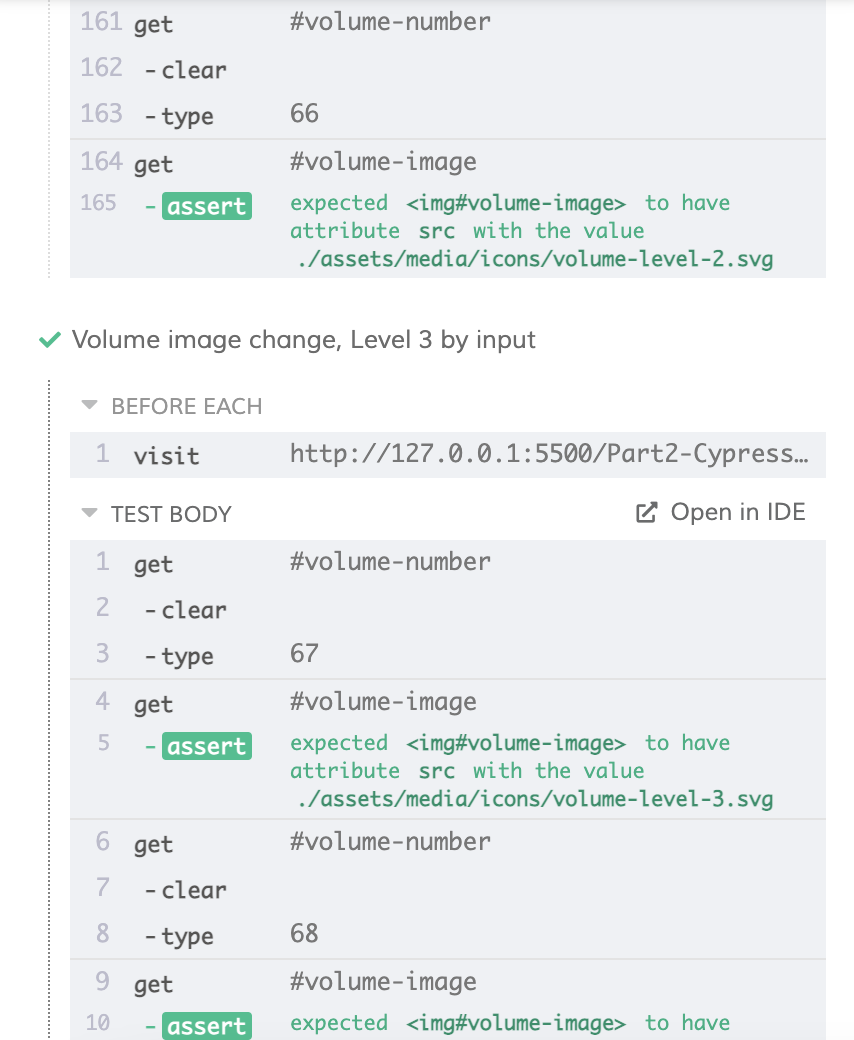 161 get #volume-number
162 -clear
163 -type 66
164 get #volume-image
165 -assert expected <img#volume-image> to have
attribute src with the value
./assets/media/icons/volume-level-2.svg
Volume image change, Level 3 by input
BEFORE EACH
1 visit http://127.0.0.1:5500/Part2-Cypress…
TEST BODY Open in IDE
1 get #volume-number
2 -clear
3 -type 67
4 get #volume-image
5 -assert expected <img#volume-image> to have
attribute src with the value
./assets/media/icons/volume-level-3.svg
6 get #volume-number
7 -clear
8 -type 68
9 get #volume-image
10 -assert expected <img#volume-image> to have